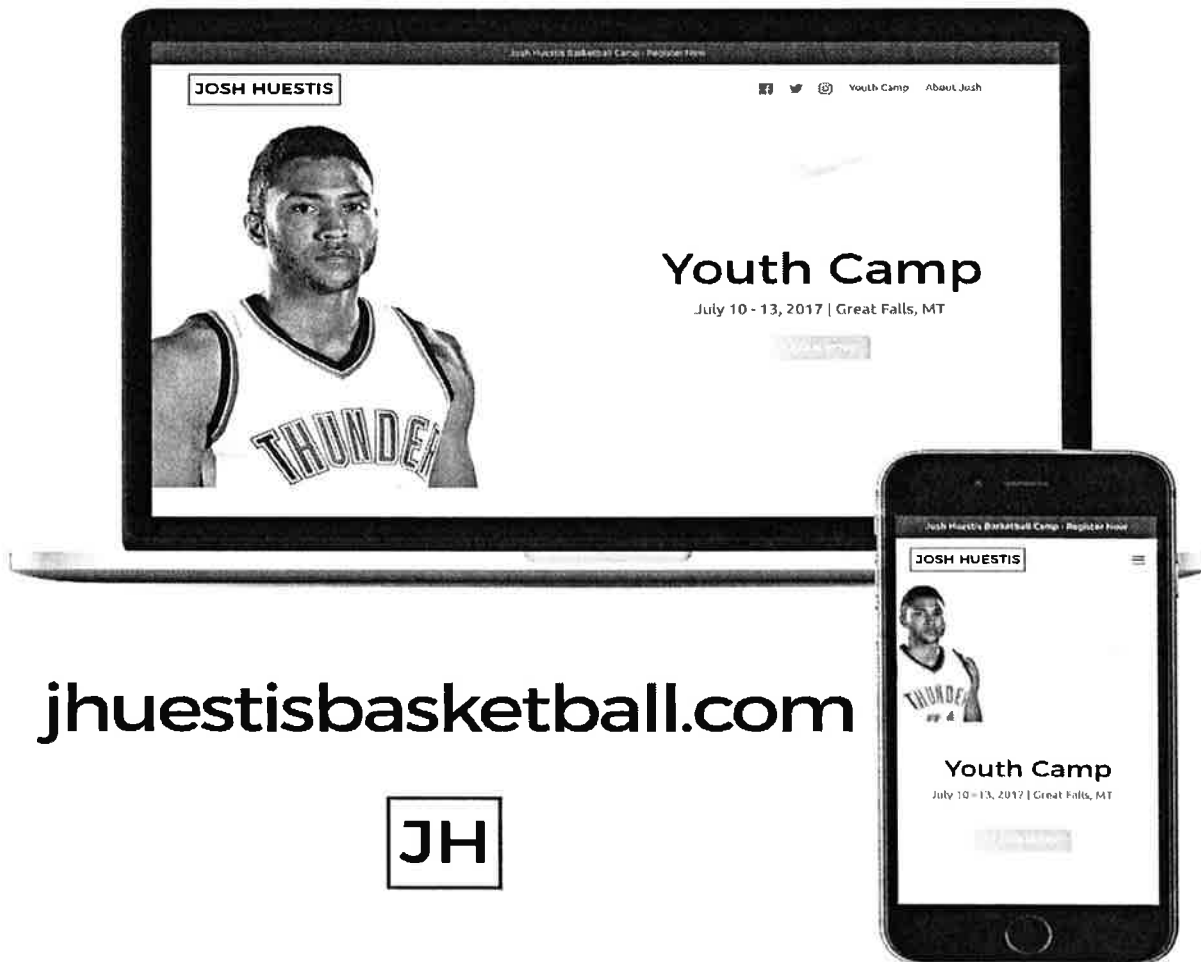 Josh Huestis Basketball Camp - Register Now
JOSH HUESTIS
Youth Camp About Josh
Youth Camp
July 10 - 13, 2017 | Great Falls, MT
THUNDER
Josh Huestis Basketball Camp - Register Now
JOSH HUESTIS
THUNDER
Youth Camp
July 10 - 13, 2017 | Great Falls, MT
jhuestisbasketball.com
JH